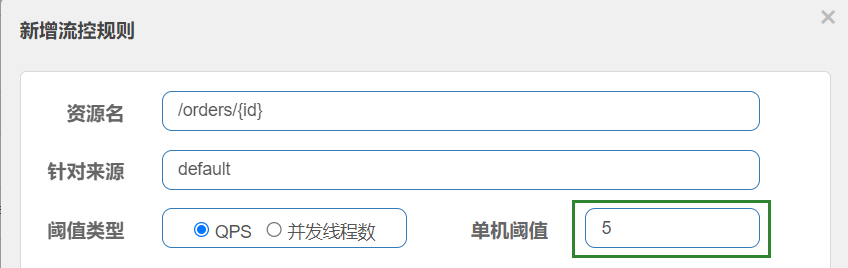 新增流控规则 ×
资源名 /orders/{id}
针对来源 default
阈值类型 QPS 并发线程数 单机阈值 5